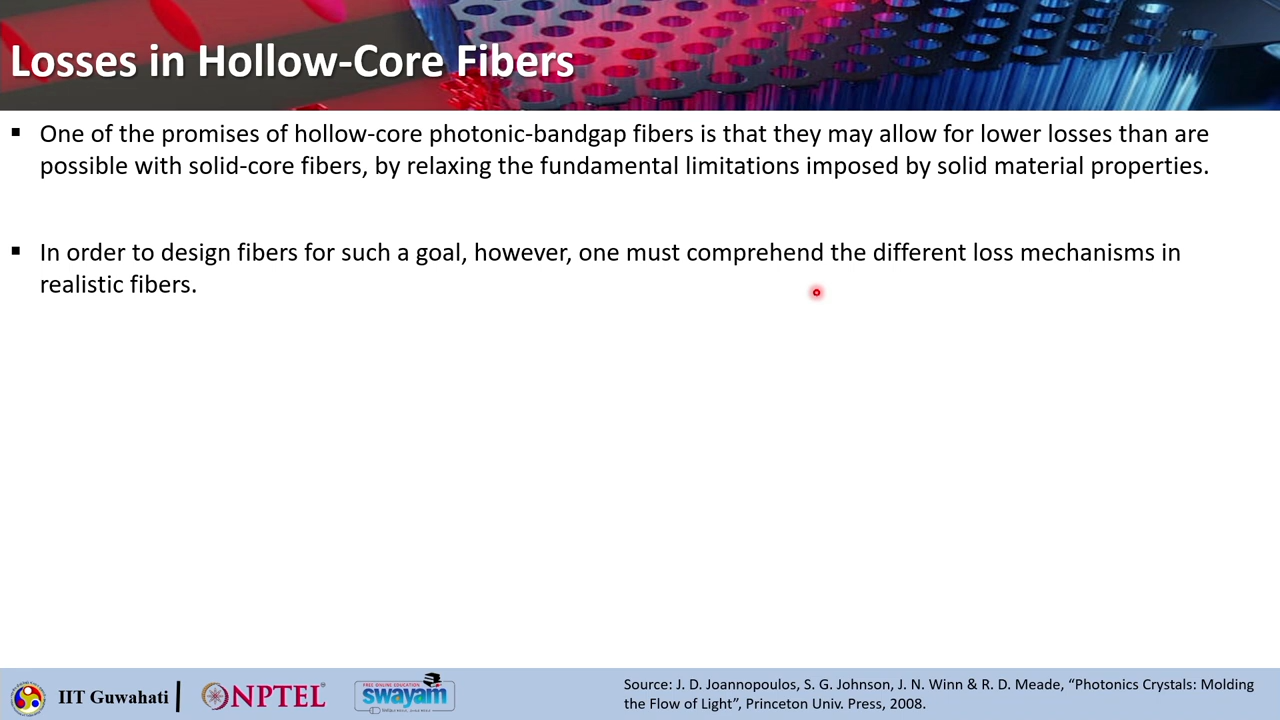 Losses in Hollow-Core Fibers
▪ One of the promises of hollow-core photonic-bandgap fibers is that they may allow for lower losses than are
possible with solid-core fibers, by relaxing the fundamental limitations imposed by solid material properties.
▪ In order to design fibers for such a goal, however, one must comprehend the different loss mechanisms in
realistic fibers.
IIT Guwahati
NPTEL
FREE ONLINE EDUCATION
swayam
Source: J. D. Joannopoulos, S. G. Johnson, J. N. Winn & R. D. Meade, “Photonics Crystals: Molding
the Flow of Light”, Princeton Univ. Press, 2008.